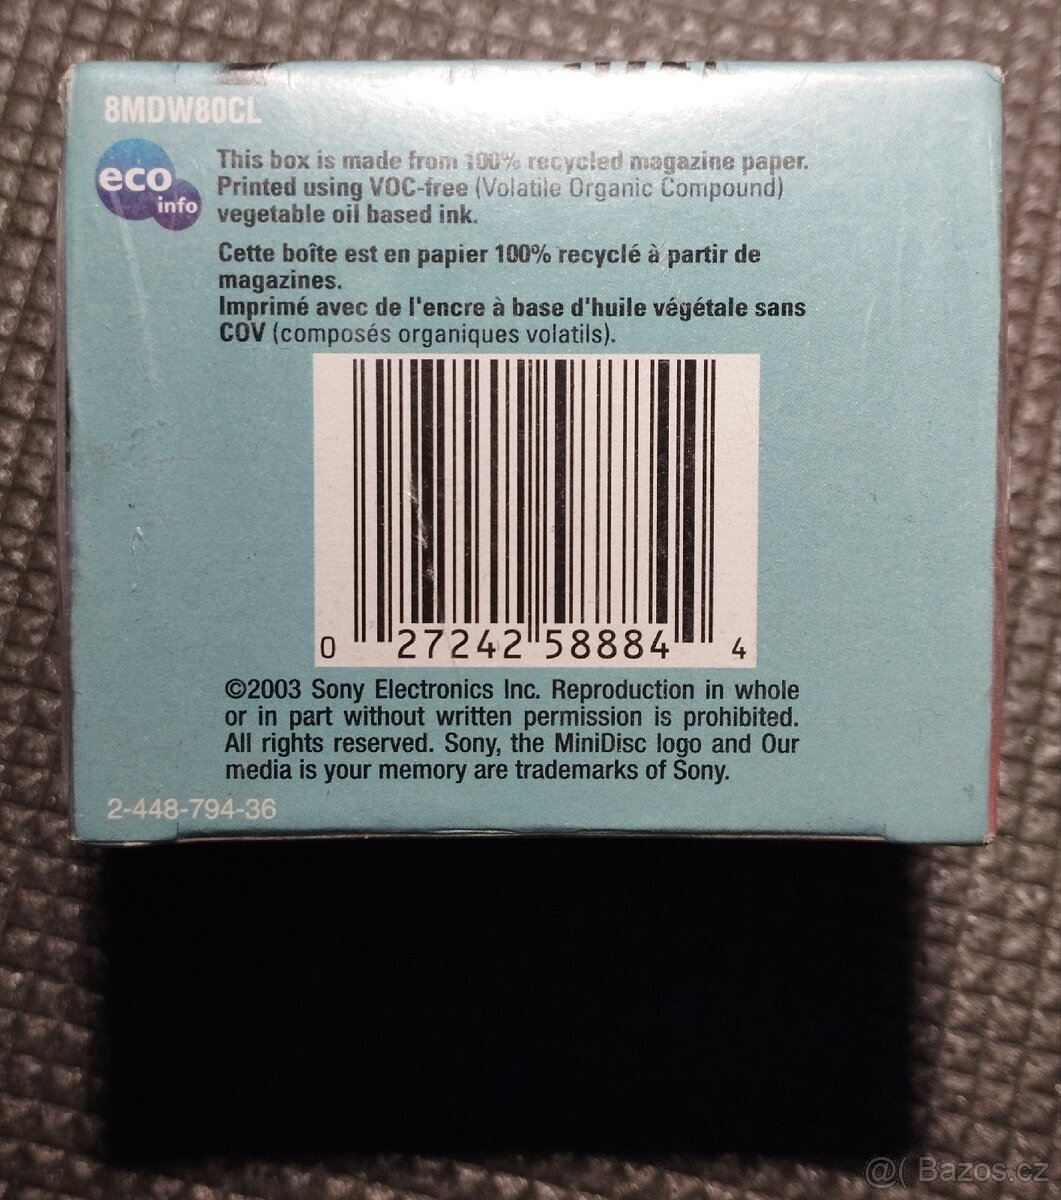 8MDW80CL
eco
info
This box is made from 100% recycled magazine paper.
Printed using VOC-free (Volatile Organic Compound)
vegetable oil based ink.
Cette boîte est en papier 100% recyclé à partir de
magazines.
Imprimé avec de l'encre à base d'huile végétale sans
COV (composés organiques volatils).
0 27242 58884 4
©2003 Sony Electronics Inc. Reproduction in whole
or in part without written permission is prohibited.
All rights reserved. Sony, the MiniDisc logo and Our
media is your memory are trademarks of Sony.
2-448-794-36
@( Bazos.cz